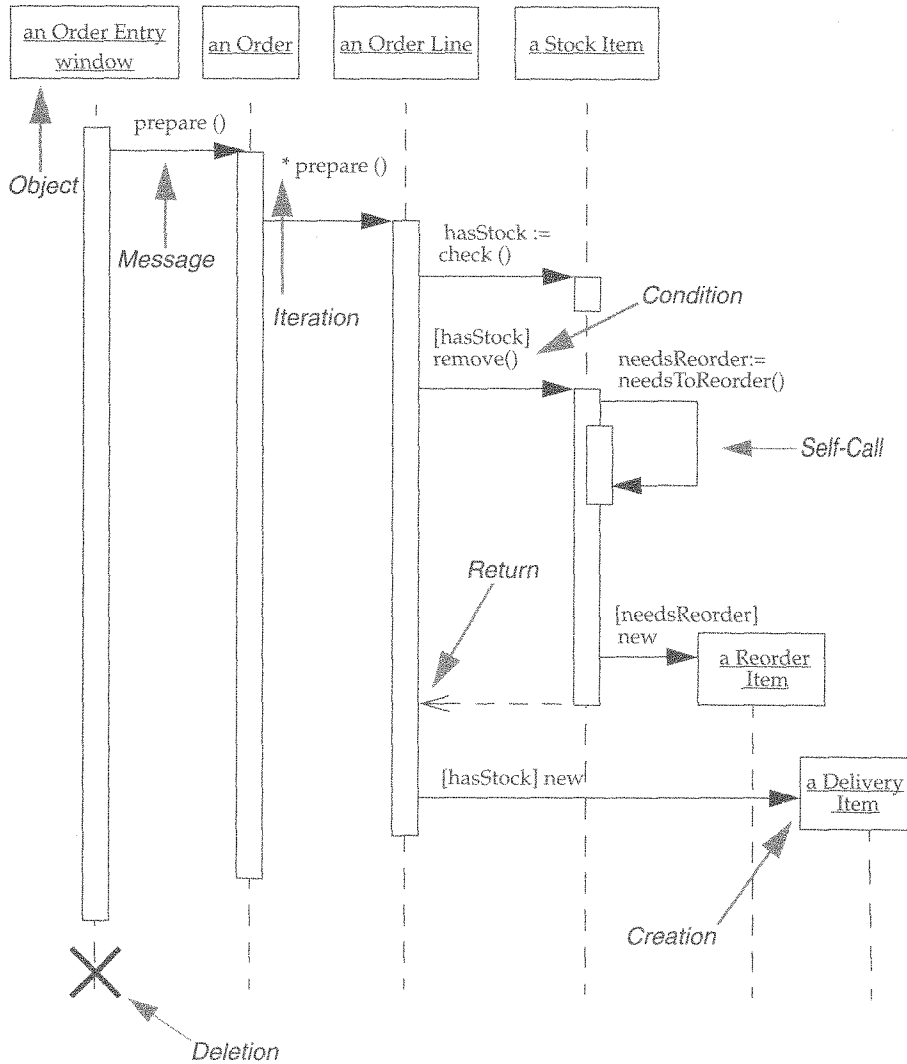 an Order Entry
window
an Order
an Order Line
a Stock Item
prepare ()
Object
Message
* prepare ()
Iteration
hasStock :=
check ()
Condition
[hasStock]
remove()
needsReorder:=
needsToReorder()
Self-Call
Return
[needsReorder]
new
a Reorder
Item
[hasStock] new
a Delivery
Item
Creation
Deletion